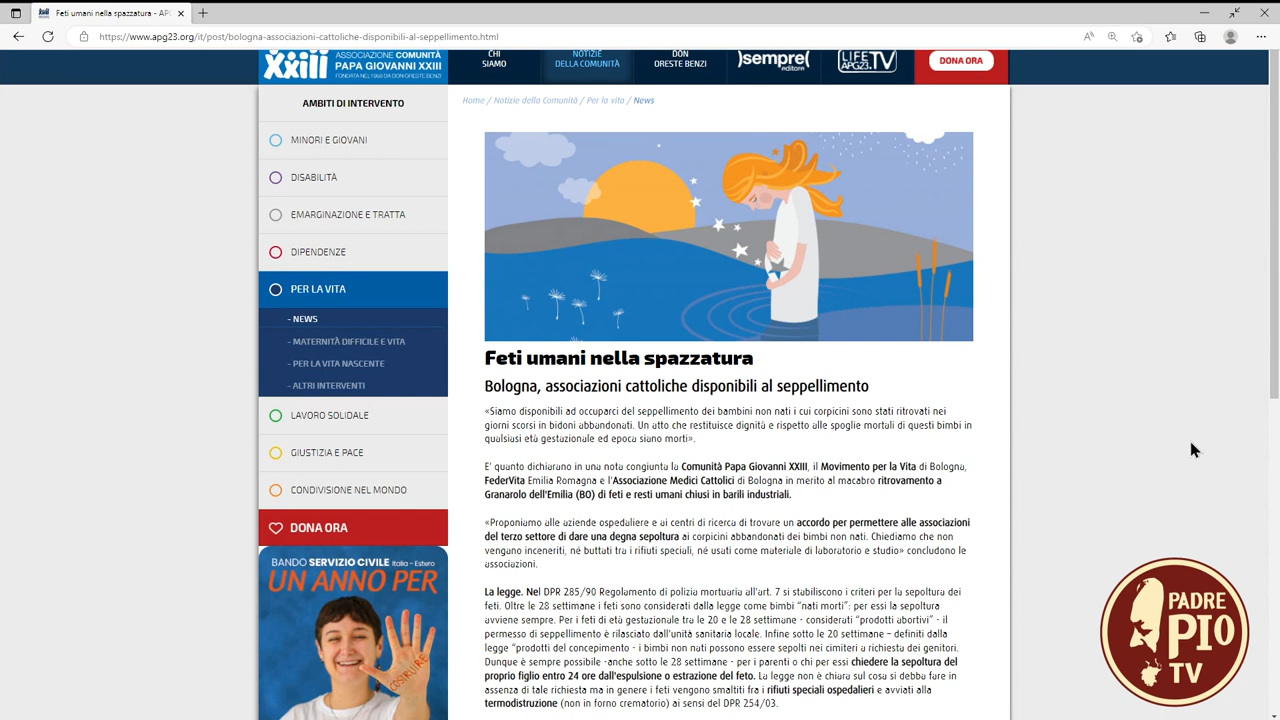 Feti umani nella spazzatura - APG
https://www.apg23.org/it/post/bologna-associazioni-cattoliche-disponibili-al-seppellimento.html
XXIII
ASSOCIAZIONE COMUNITÀ
PAPA GIOVANNI XXIII
FONDATA NEL 1968 DA DON ORESTE BENZI
CHI
SIAMO
NOTIZIE
DELLA COMUNITÀ
DON
ORESTE BENZI
)sempre(
editore
LIFE
APG23.TV
DONA ORA
AMBITI DI INTERVENTO
MINORI E GIOVANI
DISABILITÀ
EMARGINAZIONE E TRATTA
DIPENDENZE
PER LA VITA
- NEWS
- MATERNITÀ DIFFICILE E VITA
- PER LA VITA NASCENTE
- ALTRI INTERVENTI
LAVORO SOLIDALE
GIUSTIZIA E PACE
CONDIVISIONE NEL MONDO
DONA ORA
BANDO SERVIZIO CIVILE Italia - Estero
UN ANNO PER
COSTRUIRE
Home / Notizie della Comunità / Per la vita / News
Feti umani nella spazzatura
Bologna, associazioni cattoliche disponibili al seppellimento
«Siamo disponibili ad occuparci del seppellimento dei bambini non nati i cui corpicini sono stati ritrovati nei
giorni scorsi in bidoni abbandonati. Un atto che restituisce dignità e rispetto alle spoglie mortali di questi bimbi in
qualsiasi età gestazionale ed epoca siano morti».
E' quanto dichiarano in una nota congiunta la Comunità Papa Giovanni XXIII, il Movimento per la Vita di Bologna,
FederVita Emilia Romagna e l'Associazione Medici Cattolici di Bologna in merito al macabro ritrovamento a
Granarolo dell'Emilia (BO) di feti e resti umani chiusi in barili industriali.
«Proponiamo alle aziende ospedaliere e ai centri di ricerca di trovare un accordo per permettere alle associazioni
del terzo settore di dare una degna sepoltura ai corpicini abbandonati dei bimbi non nati. Chiediamo che non
vengano inceneriti, né buttati tra i rifiuti speciali, né usati come materiale di laboratorio e studio» concludono le
associazioni.
La legge. Nel DPR 285/90 Regolamento di polizia mortuaria all'art. 7 si stabiliscono i criteri per la sepoltura dei
feti. Oltre le 28 settimane i feti sono considerati dalla legge come bimbi "nati morti": per essi la sepoltura
avviene sempre. Per i feti di età gestazionale tra le 20 e le 28 settimane - considerati "prodotti abortivi" - il
permesso di seppellimento è rilasciato dall'unità sanitaria locale. Infine sotto le 20 settimane – definiti dalla
legge "prodotti del concepimento - i bimbi non nati possono essere sepolti nei cimiteri a richiesta dei genitori.
Dunque è sempre possibile -anche sotto le 28 settimane - per i parenti o chi per essi chiedere la sepoltura del
proprio figlio entro 24 ore dall'espulsione o estrazione del feto. La legge non è chiara sul cosa si debba fare in
assenza di tale richiesta ma in genere i feti vengono smaltiti fra i rifiuti speciali ospedalieri e avviati alla
termodistruzione (non in forno crematorio) ai sensi del DPR 254/03.
PADRE
PIO
TV